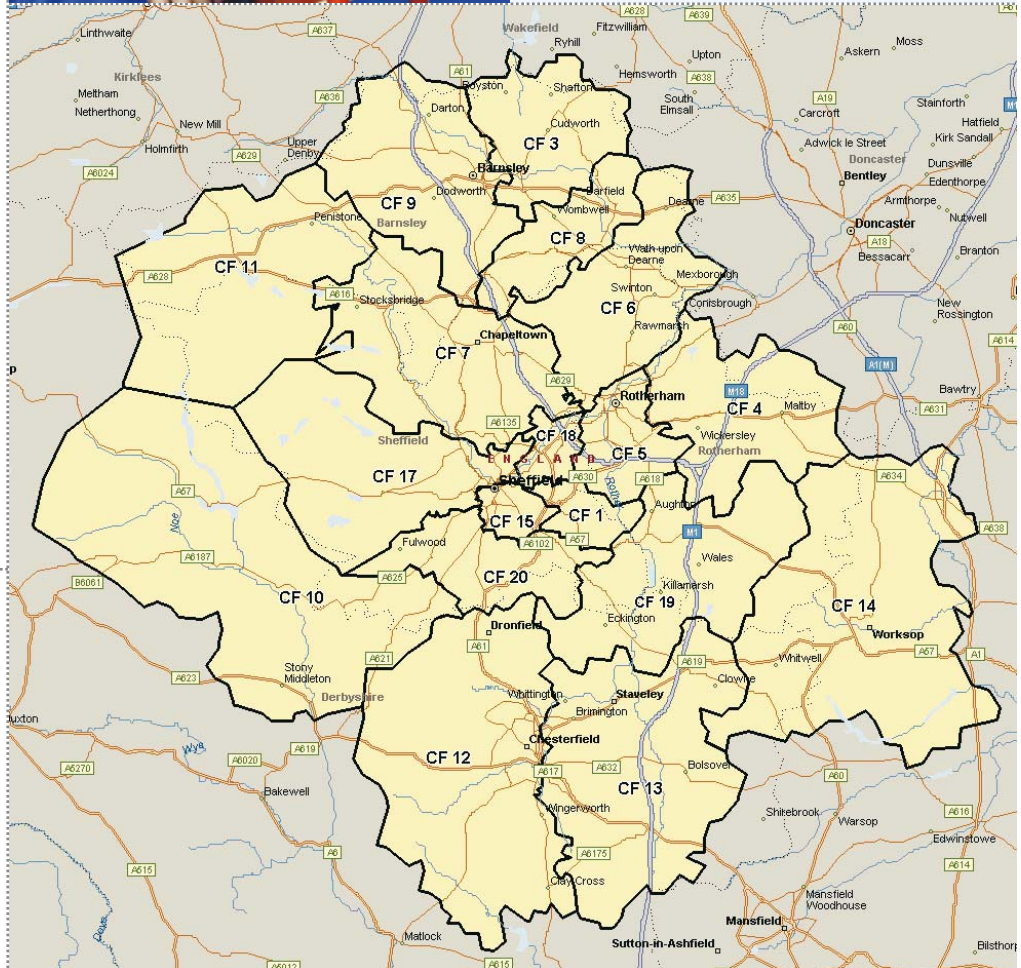 Linthwaite
A637
Wakefield
Fitzwilliam
A628
A639
Ryhill
Moss
Upton
Askern
Kirklees
A61
Hemsworth
A638
Meltham
Royston
Shafton
A636
South
Elmsall
A19
Stainforth
M1
Netherthong
Darton
Carcroft
Hatfield
New Mill
Cudworth
Kirk Sandall
Holmfirth
Upper
Denby
CF 3
Adwick le Street
Doncaster
Dunsville
A629
A6024
Barnsley
Bentley
Edenthorpe
Dodworth
Darfield
A635
Armthorpe
CF 9
Wombwell
Dearne
Nutwell
Penistone
Barnsley
Doncaster
CF 8
A18
Wath upon
Dearne
Bessacarr
Branton
CF 11
A628
Mexborough
Swinton
A616
Stocksbridge
Conisbrough
New
Rossington
CF 6
Rawmarsh
A60
Chapeltown
A614
CF 7
A1(M)
A629
M18
Bawtry
Rotherham
CF 4
Maltby
A631
A6135
CF 18
Wickersley
Sheffield
Rotherham
ENGLAND
CF 5
CF 17
A630
A618
A634
Sheffield
Rother
A57
Aughton
Noe
CF 15
CF 1
A638
M1
Fulwood
A6102
A57
A6187
Wales
B6061
A625
CF 20
Killamarsh
CF 10
CF 19
CF 14
Eckington
Dronfield
Worksop
A61
A621
A57
A1
A619
Stony
Middleton
Whitwell
A623
Clowne
Derbyshire
Whittington
Staveley
uxton
Brimington
Wye
A619
Chesterfield
A6020
CF 12
A632
Bolsover
A5270
A617
A60
CF 13
Bakewell
Wingerworth
Shirebrook
Warsop
A616
Edwinstowe
A6
A6175
A515
A614
Clay Cross
Mansfield
Woodhouse
Mansfield
Matlock
Sutton-in-Ashfield
Bilsthor
A5012
A615